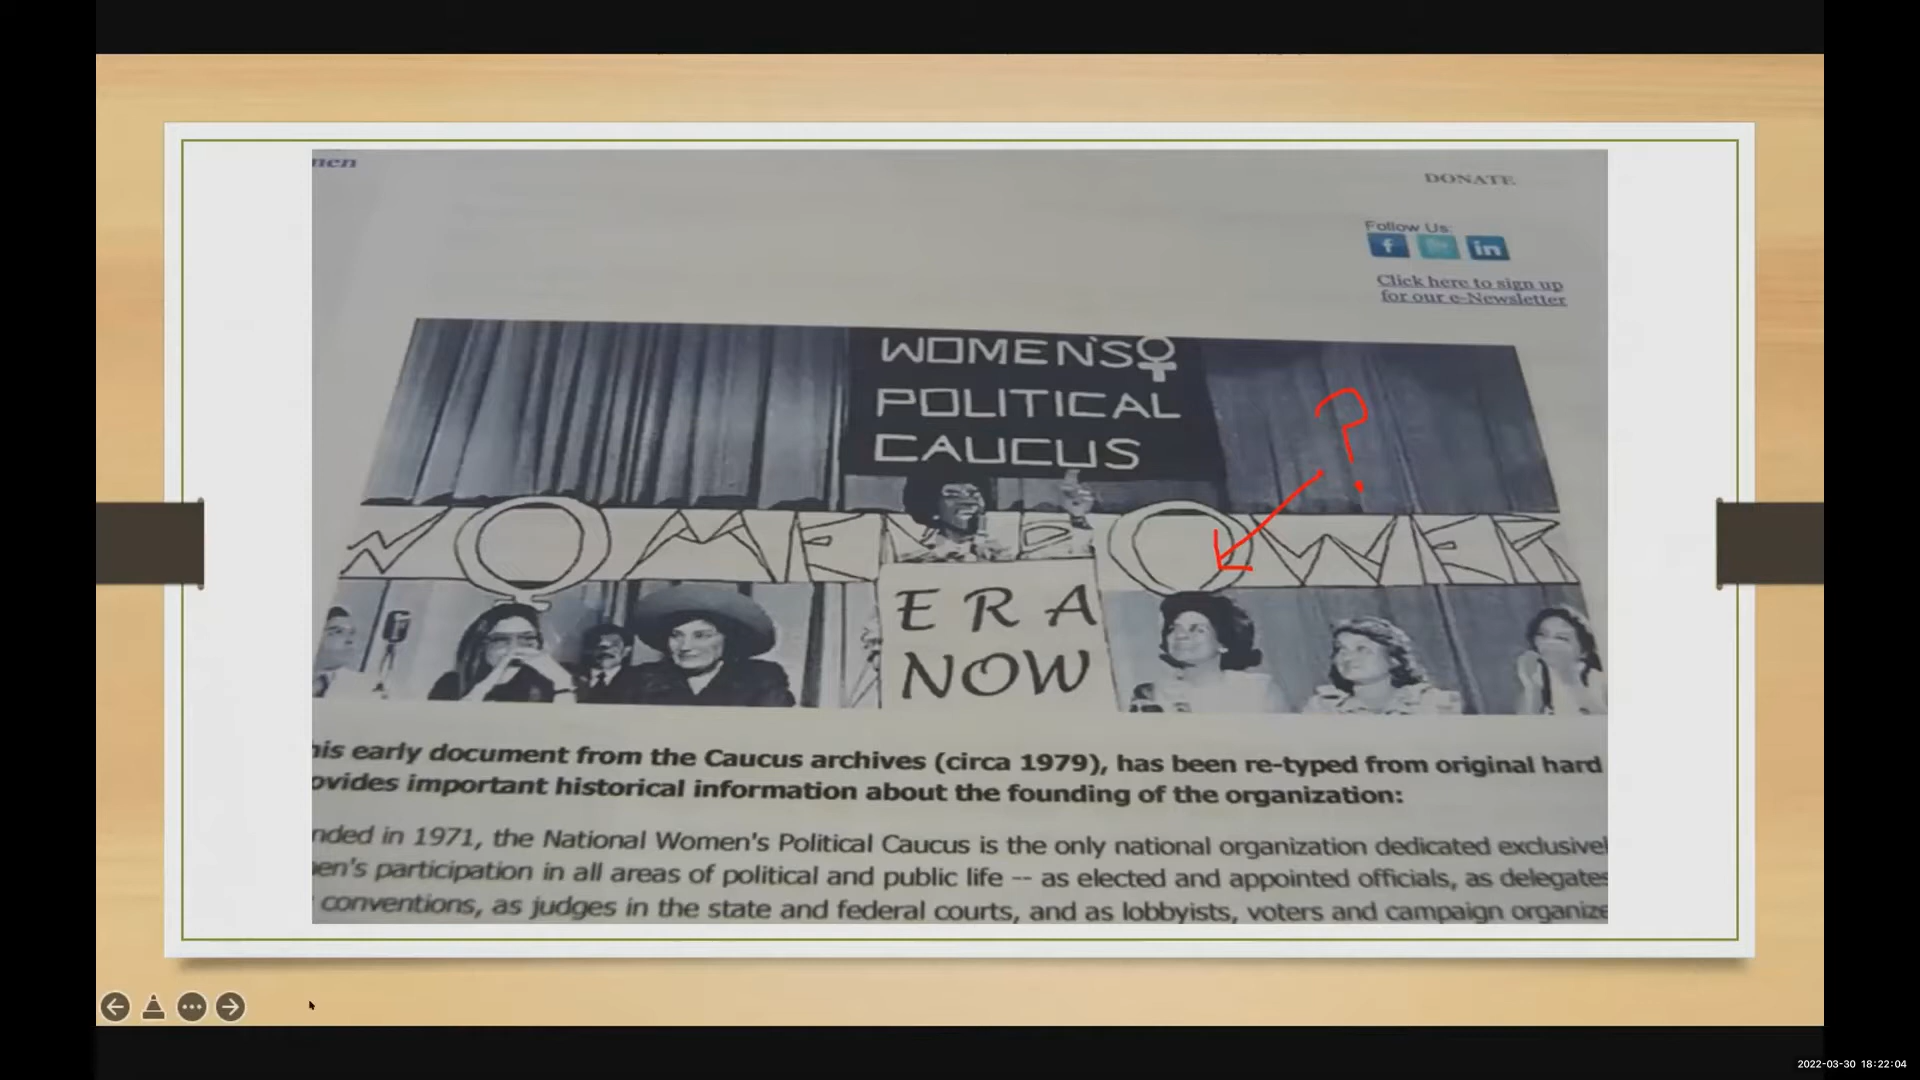 men
DONATE
Follow Us:
f in
Click here to sign up
for our e-Newsletter
WOMEN'S
POLITICAL
CAUCUS
WOMEN POWER
?
ERA
NOW
his early document from the Caucus archives (circa 1979), has been re-typed from original hard
ovides important historical information about the founding of the organization:
nded in 1971, the National Women's Political Caucus is the only national organization dedicated exclusivel
en's participation in all areas of political and public life -- as elected and appointed officials, as delegates
conventions, as judges in the state and federal courts, and as lobbyists, voters and campaign organize
2022-03-30 18:22:04